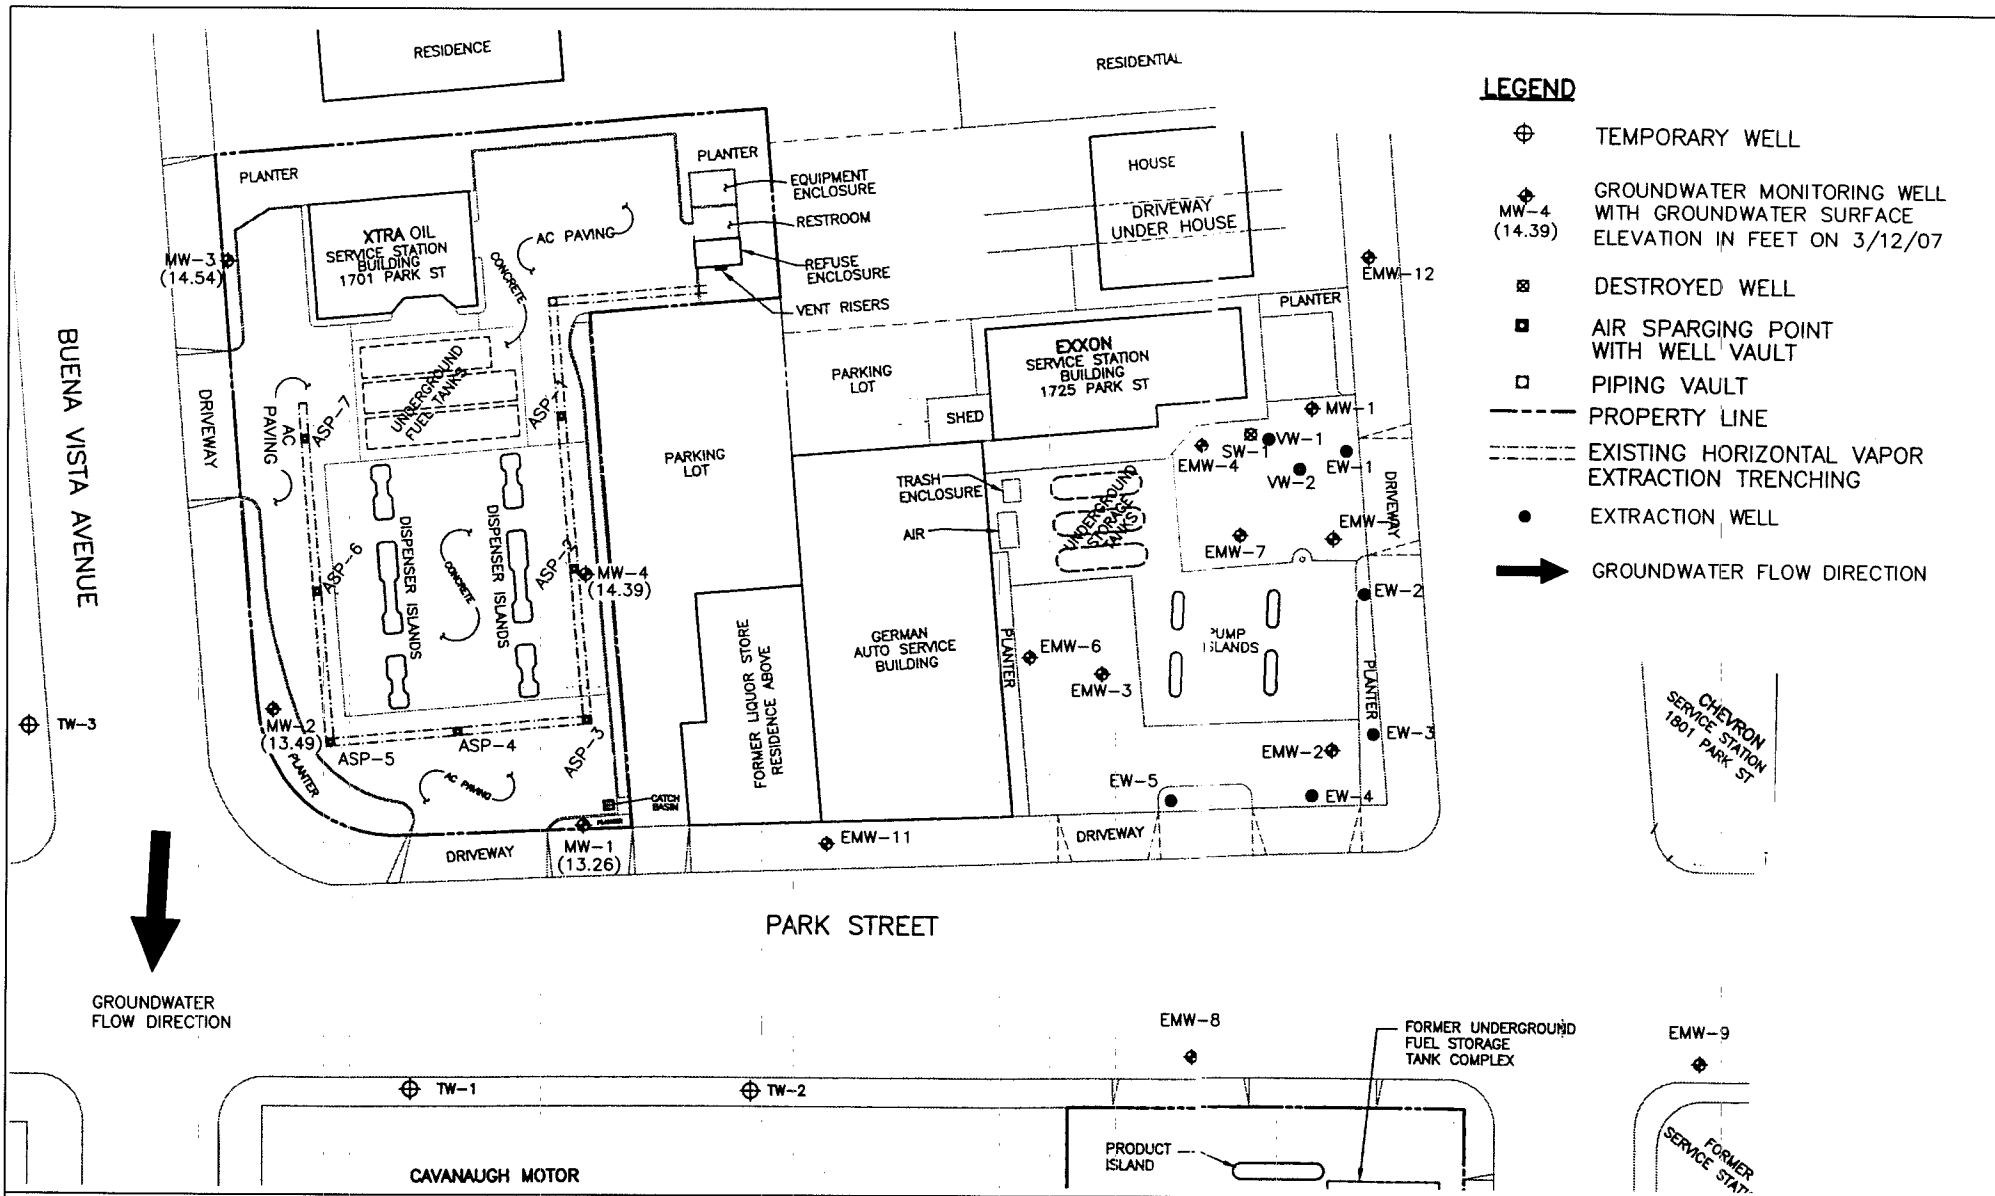 RESIDENCE
RESIDENTIAL
PLANTER
PLANTER
EQUIPMENT
ENCLOSURE
RESTROOM
REFUSE
ENCLOSURE
VENT RISERS
AC PAVING
CONCRETE
XTRA OIL
SERVICE STATION
BUILDING
1701 PARK ST
MW-3
(14.54)
HOUSE
DRIVEWAY
UNDER HOUSE
EMW-12
PLANTER
EXXON
SERVICE STATION
BUILDING
1725 PARK ST
PARKING
LOT
SHED
BUENA VISTA AVENUE
DRIVEWAY
AC
PAVING
ASP-7
UNDERGROUND
FUEL TANKS
PARKING
LOT
MW-1
VW-1
SW-1
EMW-4
EW-1
VW-2
DRIVEWAY
TRASH
ENCLOSURE
AIR
UNDERGROUND
STORAGE
TANKS
EMW-7
EW-2
ASP-6
DISPENSER ISLANDS
CONCRETE
DISPENSER ISLANDS
ASP-2
MW-4
(14.39)
GERMAN
AUTO SERVICE
BUILDING
FORMER LIQUOR STORE
RESIDENCE ABOVE
PLANTER
EMW-6
EMW-3
ISLANDS
PLANTER
EW-3
EMW-2
EW-5
EW-4
TW-3
MW-2
(13.49)
PLANTER
ASP-5
ASP-4
ASP-3
AC PAVING
CATCH
BASIN
DRIVEWAY
MW-1
(13.26)
EMW-11
DRIVEWAY
PARK STREET
GROUNDWATER
FLOW DIRECTION
TW-1
TW-2
CAVANAUGH MOTOR
EMW-8
FORMER UNDERGROUND
FUEL STORAGE
TANK COMPLEX
EMW-9
PRODUCT
ISLAND
FORMER
CHEVRON
SERVICE STATION
1801 PARK ST
LEGEND
TEMPORARY WELL
MW-4
(14.39)
GROUNDWATER MONITORING WELL
WITH GROUNDWATER SURFACE
ELEVATION IN FEET ON 3/12/07
DESTROYED WELL
AIR SPARGING POINT
WITH WELL VAULT
PIPING VAULT
PROPERTY LINE
EXISTING HORIZONTAL VAPOR
EXTRACTION TRENCHING
EXTRACTION WELL
GROUNDWATER FLOW DIRECTION